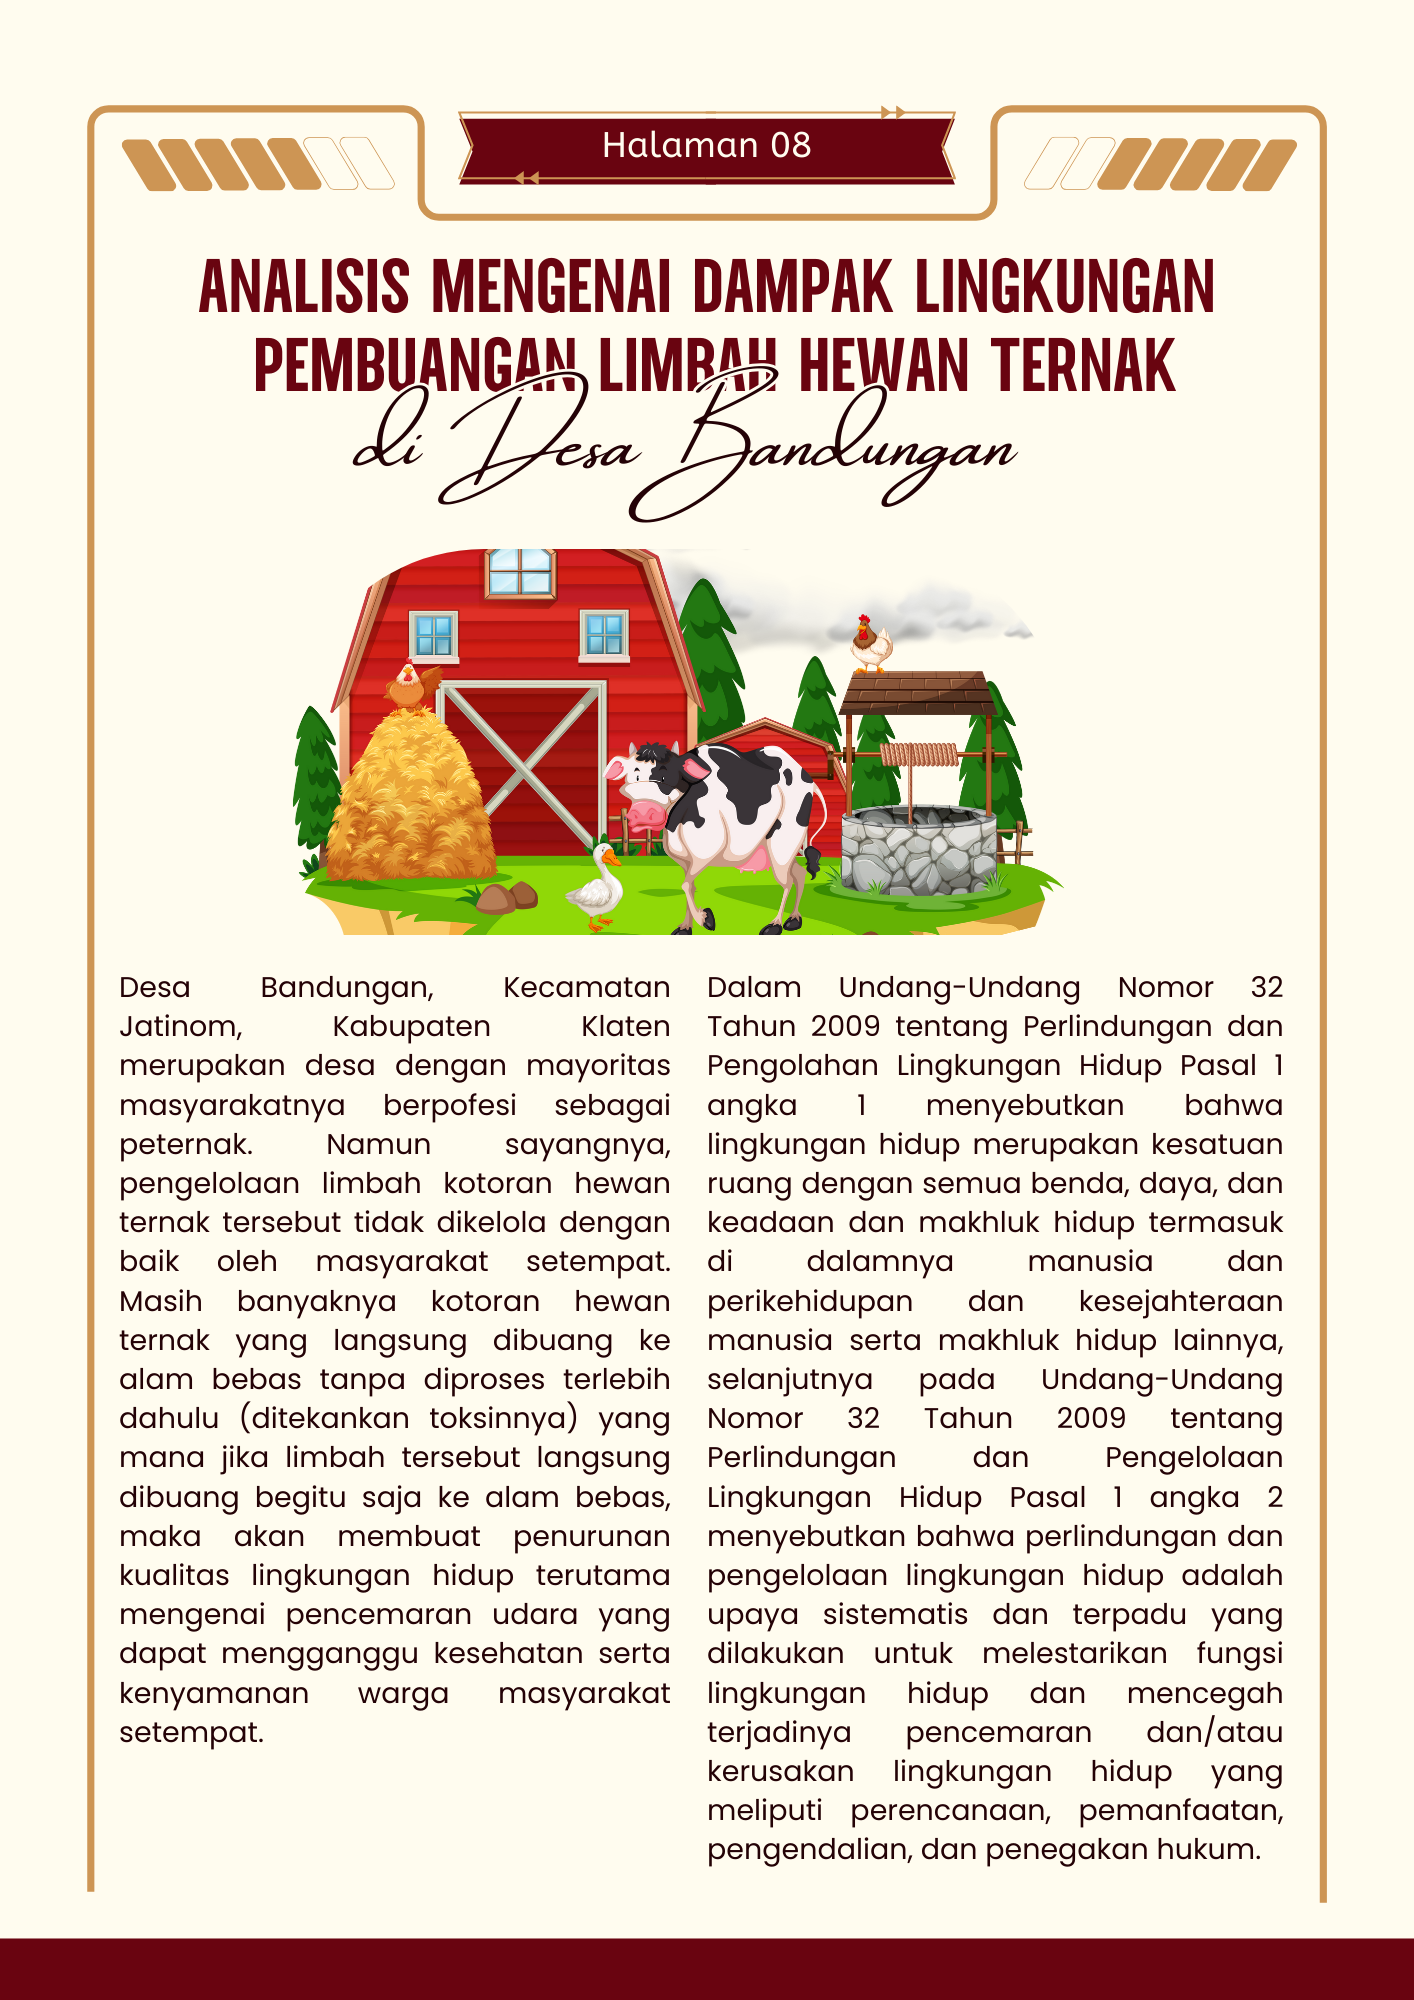 Halaman 08
ANALISIS MENGENAI DAMPAK LINGKUNGAN
PEMBUANGAN LIMBAH HEWAN TERNAK
di Desa Bandungan
Desa Bandungan, Kecamatan
Jatinom, Kabupaten Klaten
merupakan desa dengan mayoritas
masyarakatnya berpofesi sebagai
peternak. Namun sayangnya,
pengelolaan limbah kotoran hewan
ternak tersebut tidak dikelola dengan
baik oleh masyarakat setempat.
Masih banyaknya kotoran hewan
ternak yang langsung dibuang ke
alam bebas tanpa diproses terlebih
dahulu (ditekankan toksinnya) yang
mana jika limbah tersebut langsung
dibuang begitu saja ke alam bebas,
maka akan membuat penurunan
kualitas lingkungan hidup terutama
mengenai pencemaran udara yang
dapat mengganggu kesehatan serta
kenyamanan warga masyarakat
setempat.
Dalam Undang-Undang Nomor 32
Tahun 2009 tentang Perlindungan dan
Pengolahan Lingkungan Hidup Pasal 1
angka 1 menyebutkan bahwa
lingkungan hidup merupakan kesatuan
ruang dengan semua benda, daya, dan
keadaan dan makhluk hidup termasuk
di dalamnya manusia dan
perikehidupan dan kesejahteraan
manusia serta makhluk hidup lainnya,
selanjutnya pada Undang-Undang
Nomor 32 Tahun 2009 tentang
Perlindungan dan Pengelolaan
Lingkungan Hidup Pasal 1 angka 2
menyebutkan bahwa perlindungan dan
pengelolaan lingkungan hidup adalah
upaya sistematis dan terpadu yang
dilakukan untuk melestarikan fungsi
lingkungan hidup dan mencegah
terjadinya pencemaran dan/atau
kerusakan lingkungan hidup yang
meliputi perencanaan, pemanfaatan,
pengendalian, dan penegakan hukum.